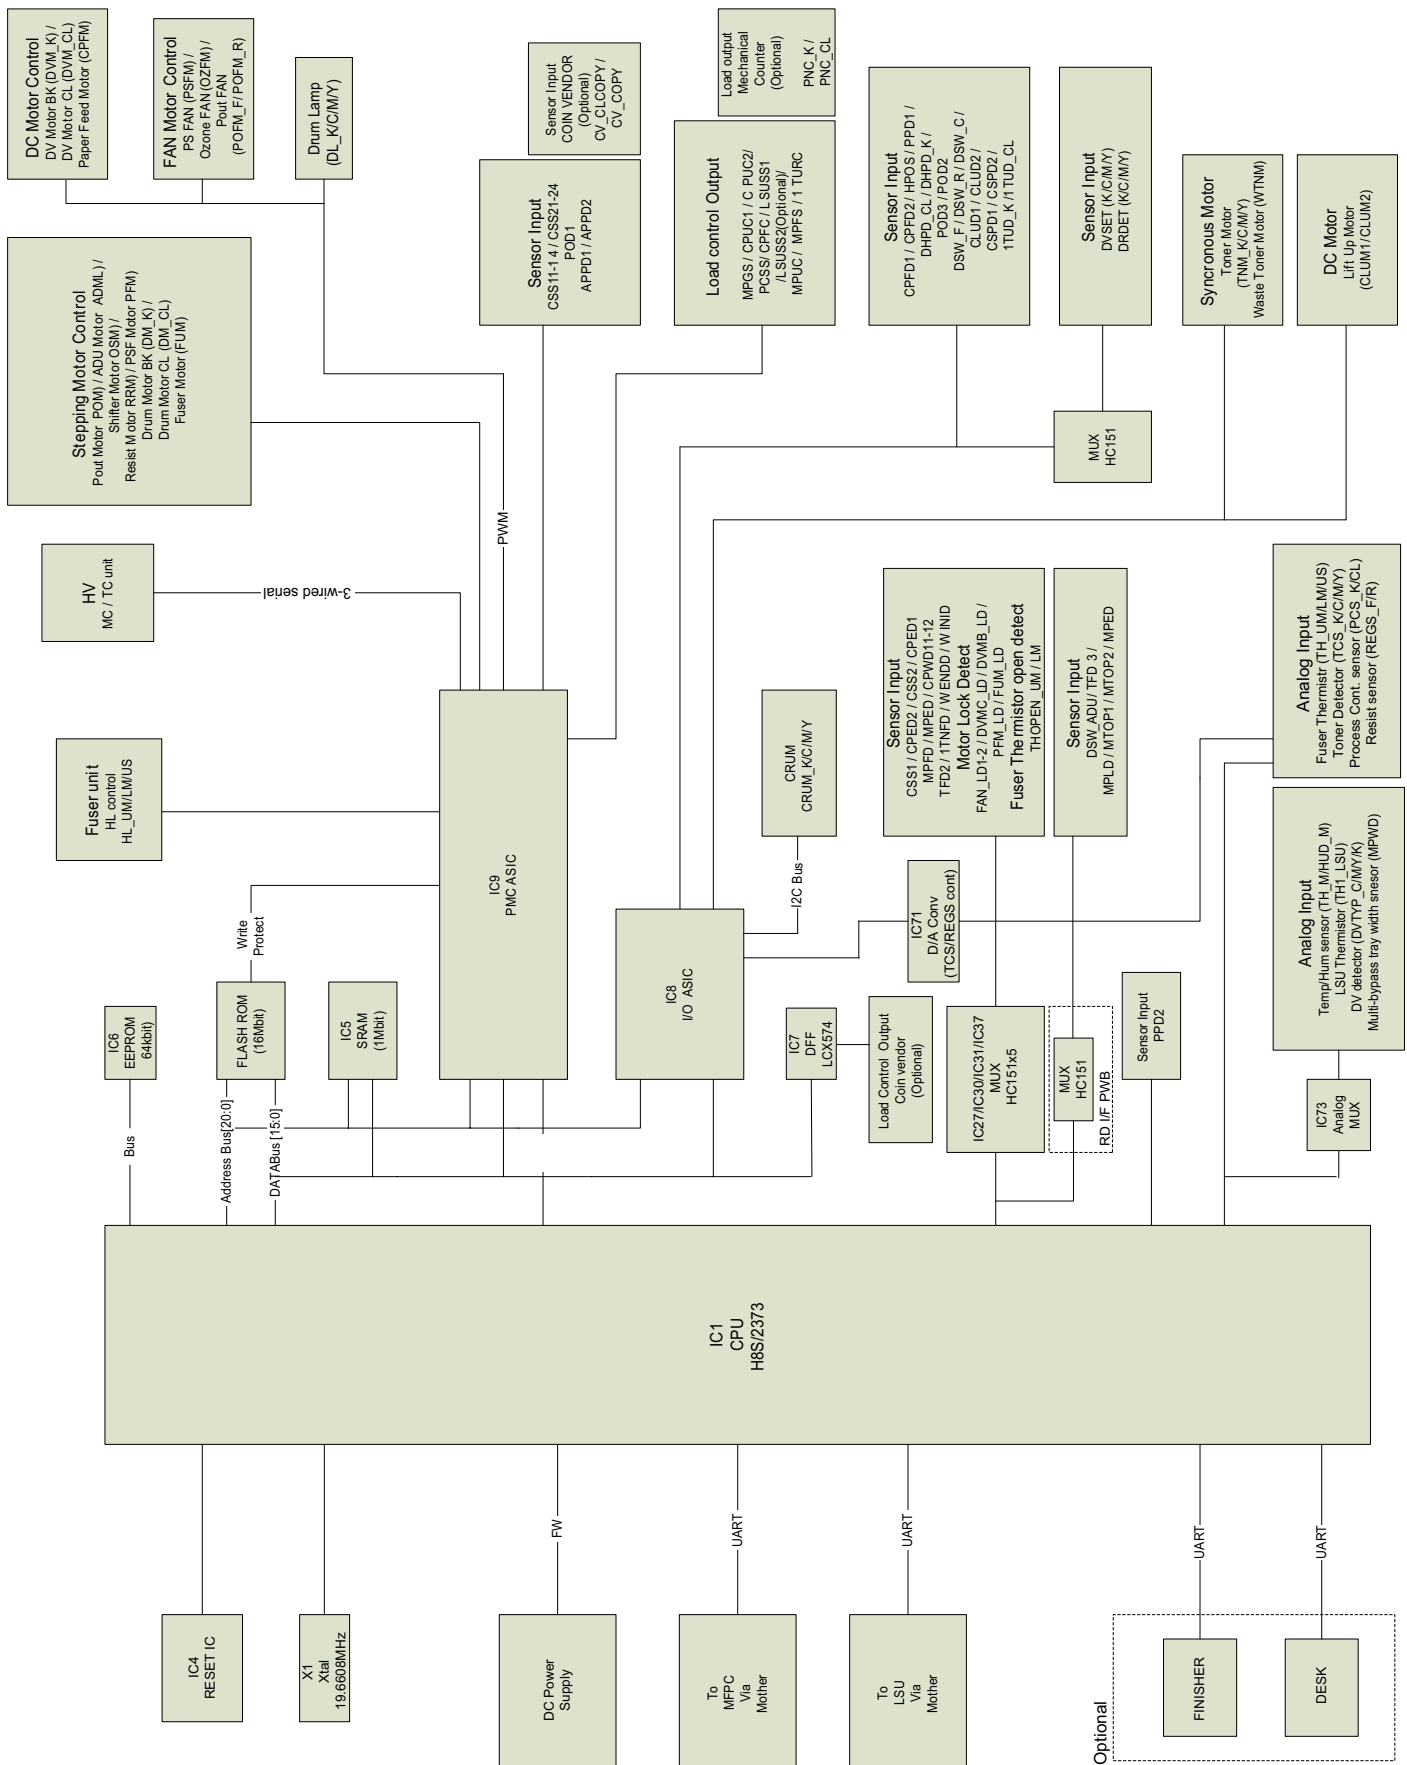 DC Motor Control
DV Motor BK (DVM_K) /
DV Motor CL (DVM_CL) /
Paper Feed Motor (CPFM)
FAN Motor Control
PS FAN (PSFM) /
Ozone FAN (OZFM) /
Pout FAN
(POFM_F/ POFM_R)
Drum Lamp
(DL_K/C/M/Y)
Sensor Input
COIN VENDOR
(Optional)
CV_CLCOPY /
CV_COPY
Load output
Mechanical
Counter
(Optional)
PNC_K /
PNC_CL
Stepping Motor Control
Pout Motor POM) / ADU Motor ADML) /
Shifter Motor OSM) /
Resist M otor RRM) / PSF Motor PFM)
Drum Motor BK (DM_K) /
Drum Motor CL (DM_CL)
Fuser Motor (FUM)
Sensor Input
CSS11-1 4 / CSS21-24
POD1
APPD1 / APPD2
Load control Output
MPGS / CPUC1 / C PUC2/
PCSS/ CPFC / L SUSS1
/LSUSS2(Optional)/
MPUC / MPFS / 1 TURC
Sensor Input
CPFD1 / CPFD2 / HPOS / PPD1 /
DHPD_CL / DHPD_K /
POD3 / POD2
DSW_F / DSW_R / DSW_C /
CLUD1 / CLUD2 /
CSPD1 / CSPD2 /
1TUD_K /1TUD_CL
Sensor Input
DVSET (K/C/M/Y)
DRDET (K/C/M/Y)
Syncronous Motor
Toner Motor
(TNM_K/C/M/Y)
Waste Toner Motor (WTNM)
DC Motor
Lift Up Motor
(CLUM1/ CLUM2)
MUX
HC151
HV
MC / TC unit
3-wired serial
PWM
Fuser unit
HL control
HL_UM/LM/US
IC9
PMC ASIC
CRUM
CRUM_K/C/M/Y
I2C Bus
Sensor Input
CSS1 / CPED2 / CSS2 / CPED1
MPFD / MPED / CPWD11-12
TFD2 / 1TNFD / W ENDD / W INID
Motor Lock Detect
FAN_LD1-2 / DVMC_LD / DVMB_LD /
PFM_LD / FUM_LD
Fuser Thermistor open detect
THOPEN_UM / LM
Sensor Input
DSW_ADU / TFD 3 /
MPLD / MTOP1 / MTOP2 / MPED
Analog Input
Fuser Thermistr (TH_UM/LM/US)
Toner Detector (TCS_K/C/M/Y)
Process Cont. sensor (PCS_K/CL)
Resist sensor (REGS_F/R)
Write
Protect
IC6
EEPROM
64kbit)
FLASH ROM
(16Mbit)
IC5
SRAM
(1Mbit)
IC8
I/O ASIC
IC71
D/A Conv
(TCS/REGS cont)
IC7
D/FF
LCX574
Load Control Output
Coin vendor
(Optional)
IC27/IC30/IC31/IC37
MUX
HC151x5
MUX
HC151
RD I/F PWB
Sensor Input
PPD2
Analog Input
Temp/Hum sensor (TH_M/HUD_M)
LSU Thermistor (TH1_LSU)
DV detector (DVTYP_C/M/Y/K)
Multi-bypass tray width snesor (MPWD)
IC73
Analog
MUX
Bus
Address Bus[20:0]
DATABus [15:0]
IC1
CPU
H8S/2373
FW
UART
UART
UART
UART
IC4
RESET IC
X1
Xtal
19.6608MHz
DC Power
Supply
To
MFPC
Via
Mother
To
LSU
Via
Mother
Optional
FINISHER
DESK